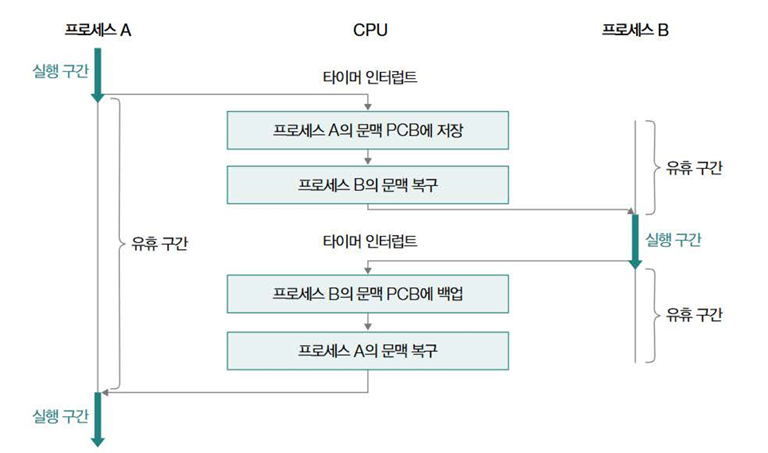 프로세스 A
CPU
프로세스 B
실행 구간
타이머 인터럽트
프로세스 A의 문맥 PCB에 저장
프로세스 B의 문맥 복구
유휴 구간
유휴 구간
타이머 인터럽트
실행 구간
프로세스 B의 문맥 PCB에 백업
유휴 구간
프로세스 A의 문맥 복구
실행 구간